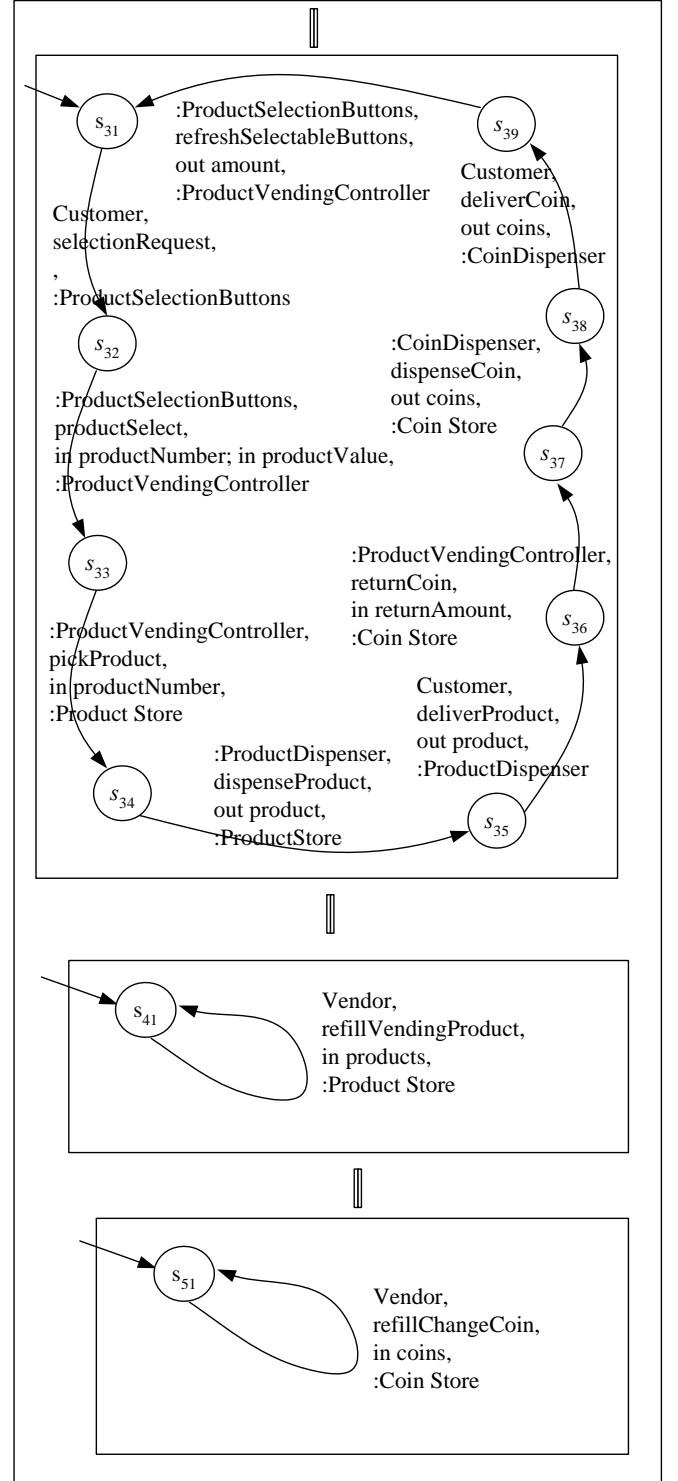 s31
:ProductSelectionButtons,
refreshSelectableButtons,
out amount,
:ProductVendingController
s39
Customer,
deliverCoin,
out coins,
:CoinDispenser
Customer,
selectionRequest,
,
:ProductSelectionButtons
s38
s32
:CoinDispenser,
dispenseCoin,
out coins,
:Coin Store
:ProductSelectionButtons,
productSelect,
in productNumber; in productValue,
:ProductVendingController
s37
s33
:ProductVendingController,
returnCoin,
in returnAmount,
:Coin Store
s36
:ProductVendingController,
pickProduct,
in productNumber,
:Product Store
Customer,
deliverProduct,
out product,
:ProductDispenser
s34
:ProductDispenser,
dispenseProduct,
out product,
:ProductStore
s35
s41
Vendor,
refillVendingProduct,
in products,
:Product Store
s51
Vendor,
refillChangeCoin,
in coins,
:Coin Store